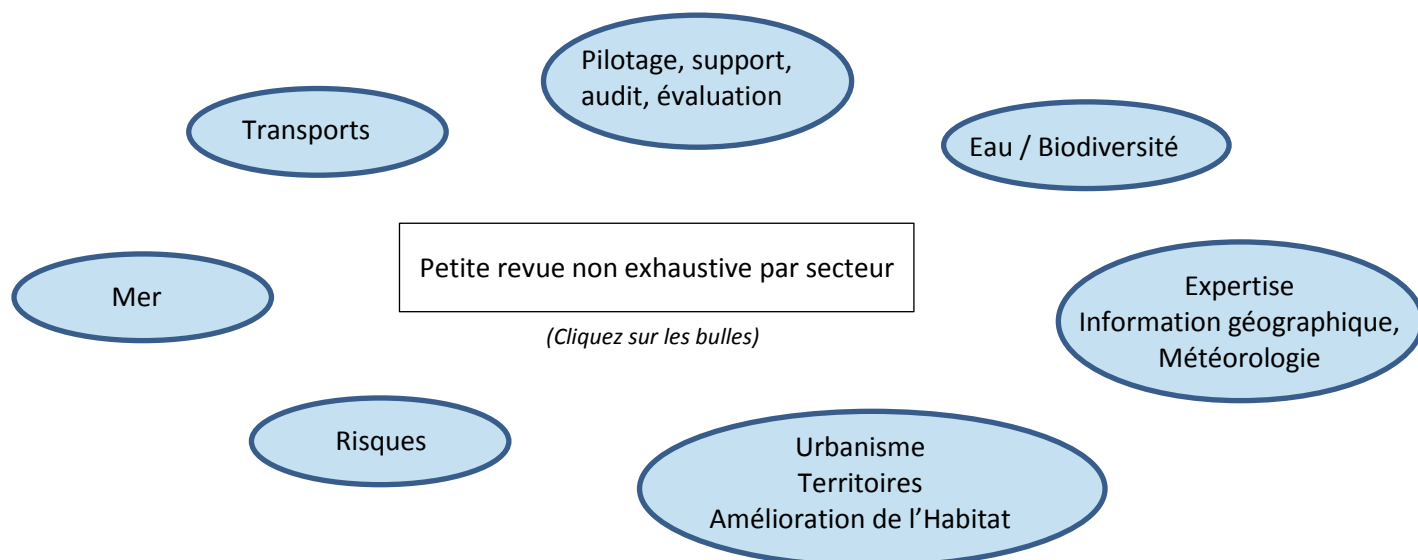 Pilotage, support,
audit, évaluation
Transports
Eau / Biodiversité
Petite revue non exhaustive par secteur
(Cliquez sur les bulles)
Mer
Expertise
Information géographique,
Météorologie
Risques
Urbanisme
Territoires
Amélioration de l’Habitat